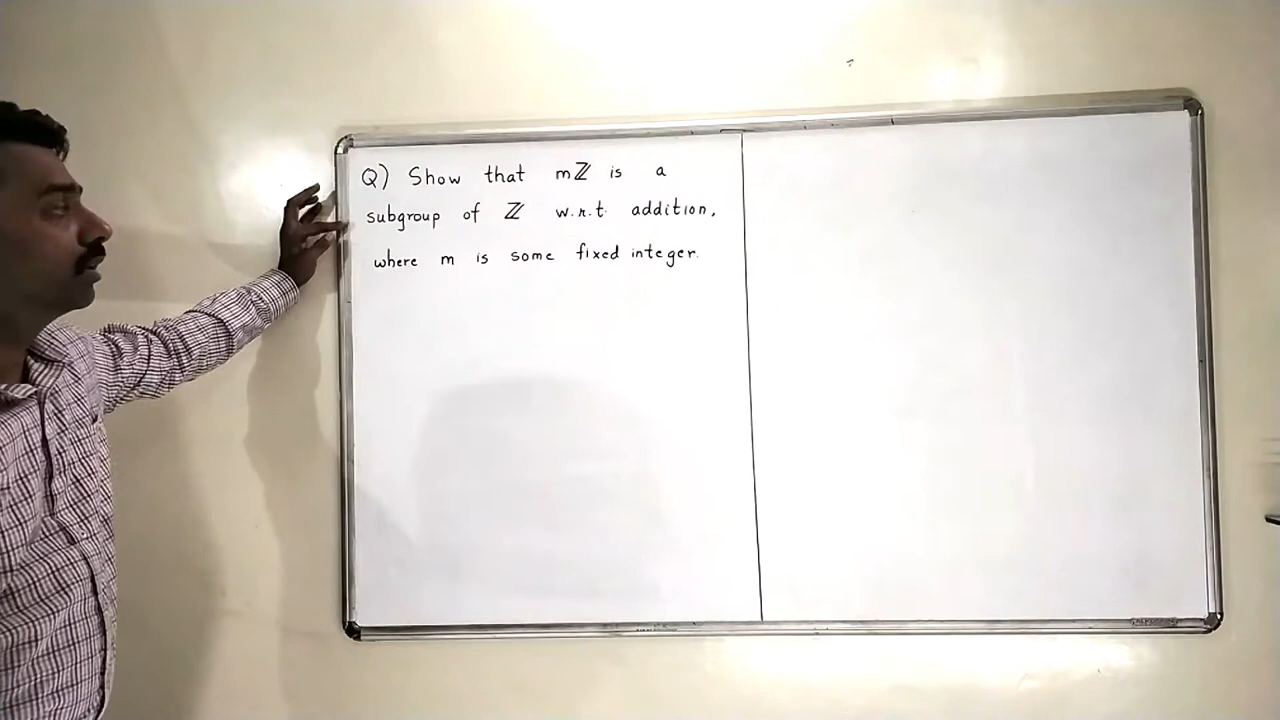 Q) Show that mℤ is a
subgroup of ℤ w.r.t. addition,
where m is some fixed integer.